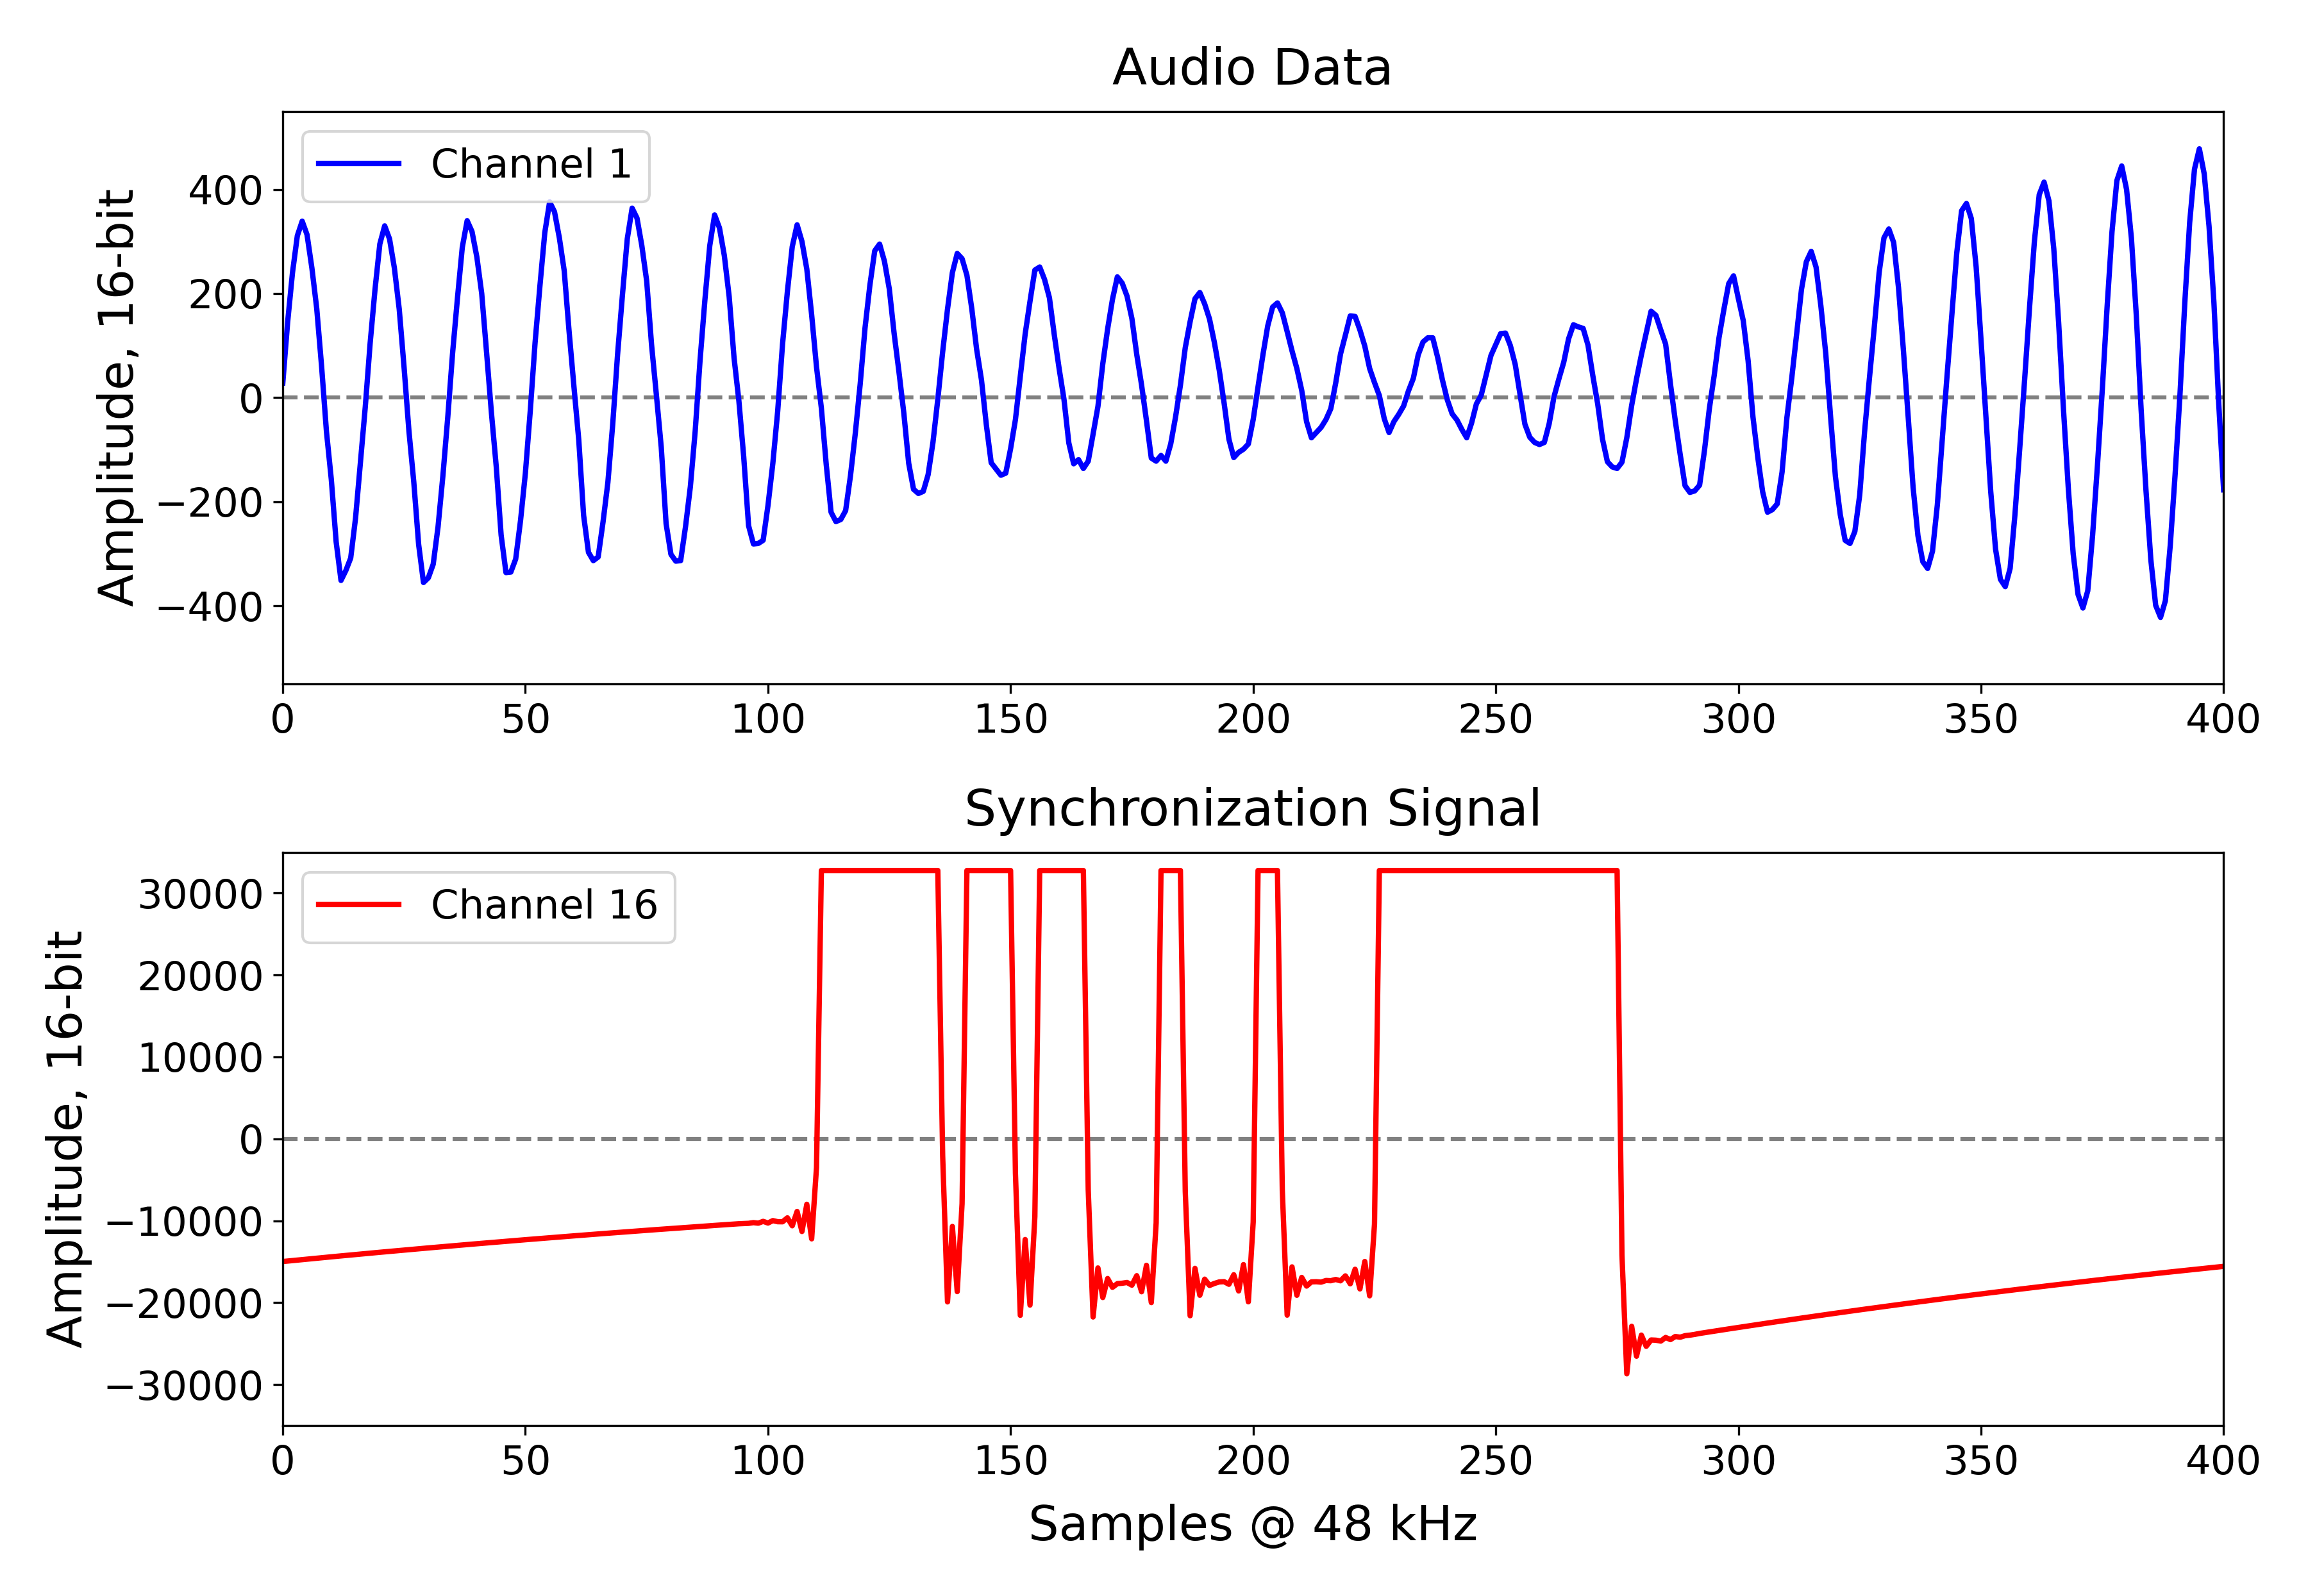 Audio Data
Channel 1
Amplitude, 16-bit
400
200
0
−200
−400
0 50 100 150 200 250 300 350 400
Synchronization Signal
Channel 16
Amplitude, 16-bit
30000
20000
10000
0
−10000
−20000
−30000
0 50 100 150 200 250 300 350 400
Samples @ 48 kHz